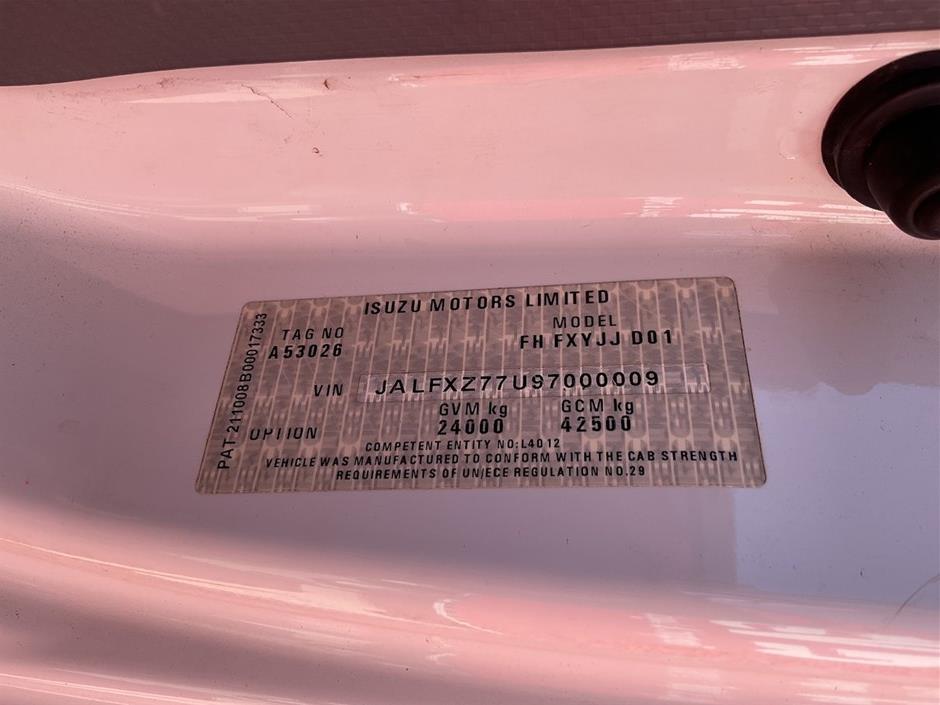 ISUZU MOTORS LIMITED
TAG NO
A53026
MODEL
FH FXYJJ D01
VIN JALFXZ77U97000009
GVM kg
24000
GCM kg
42500
OPTION
COMPETENT ENTITY NO:L4012
VEHICLE WAS MANUFACTURED TO CONFORM WITH THE CAB STRENGTH
REQUIREMENTS OF UN/ECE REGULATION NO.29
PAT 211008B00017333